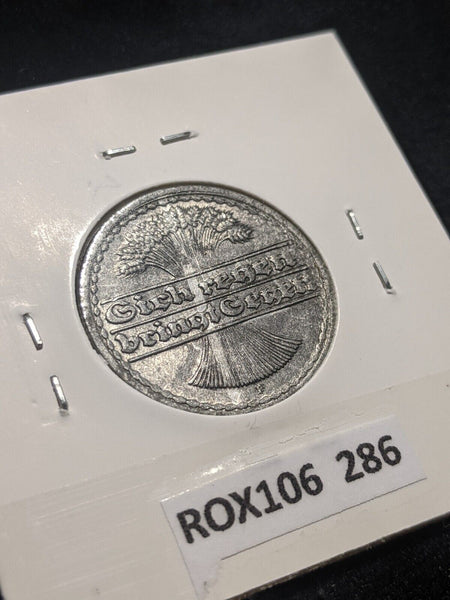 Sich regen
bringt Segen
ROX106 286